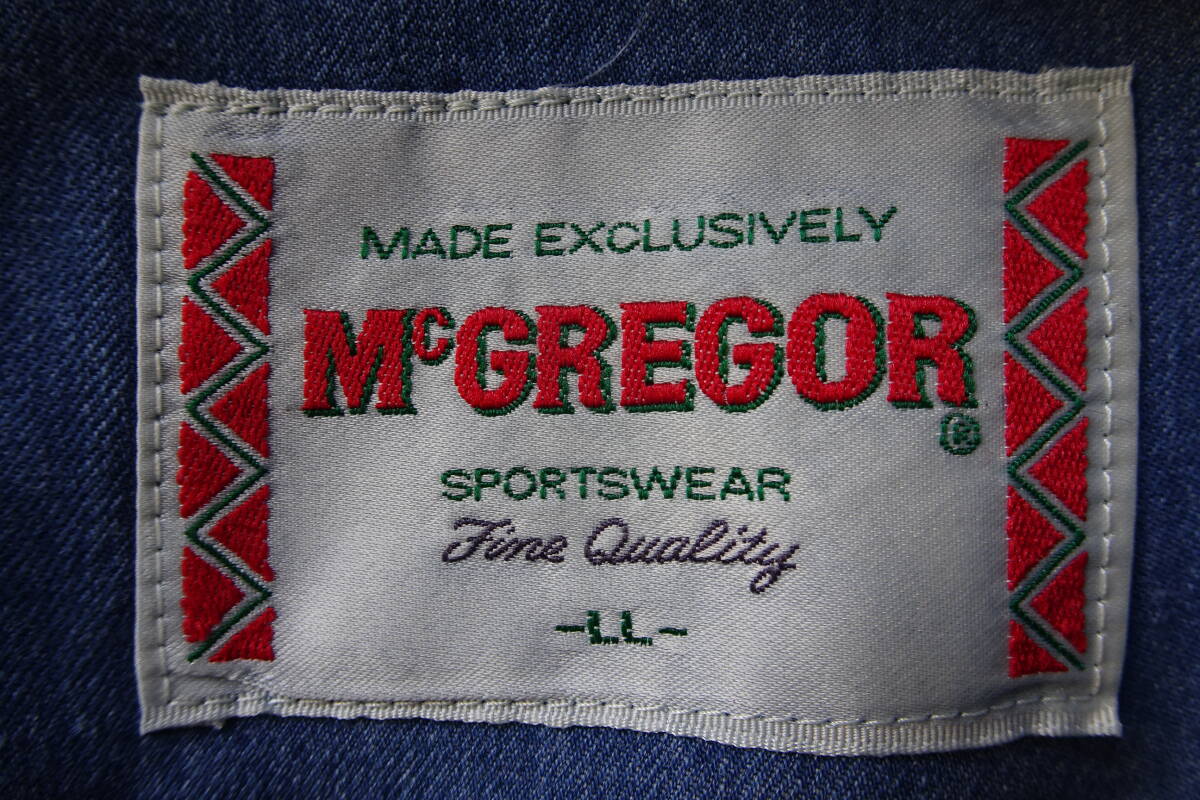 MADE EXCLUSIVELY
McGREGOR®
SPORTSWEAR
Fine Quality
-LL-